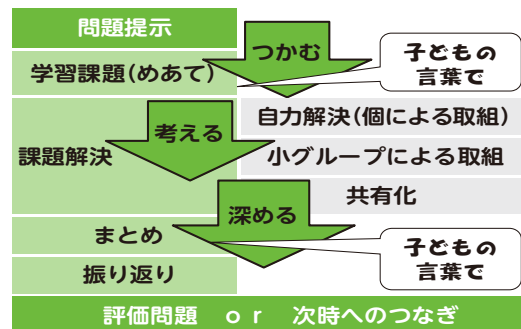 問題提示
つかむ
子どもの
言葉で
学習課題(めあて)
考える
自力解決(個による取組)
課題解決
小グループによる取組
共有化
深める
まとめ
子どもの
言葉で
振り返り
評価問題 or 次時へのつなぎ